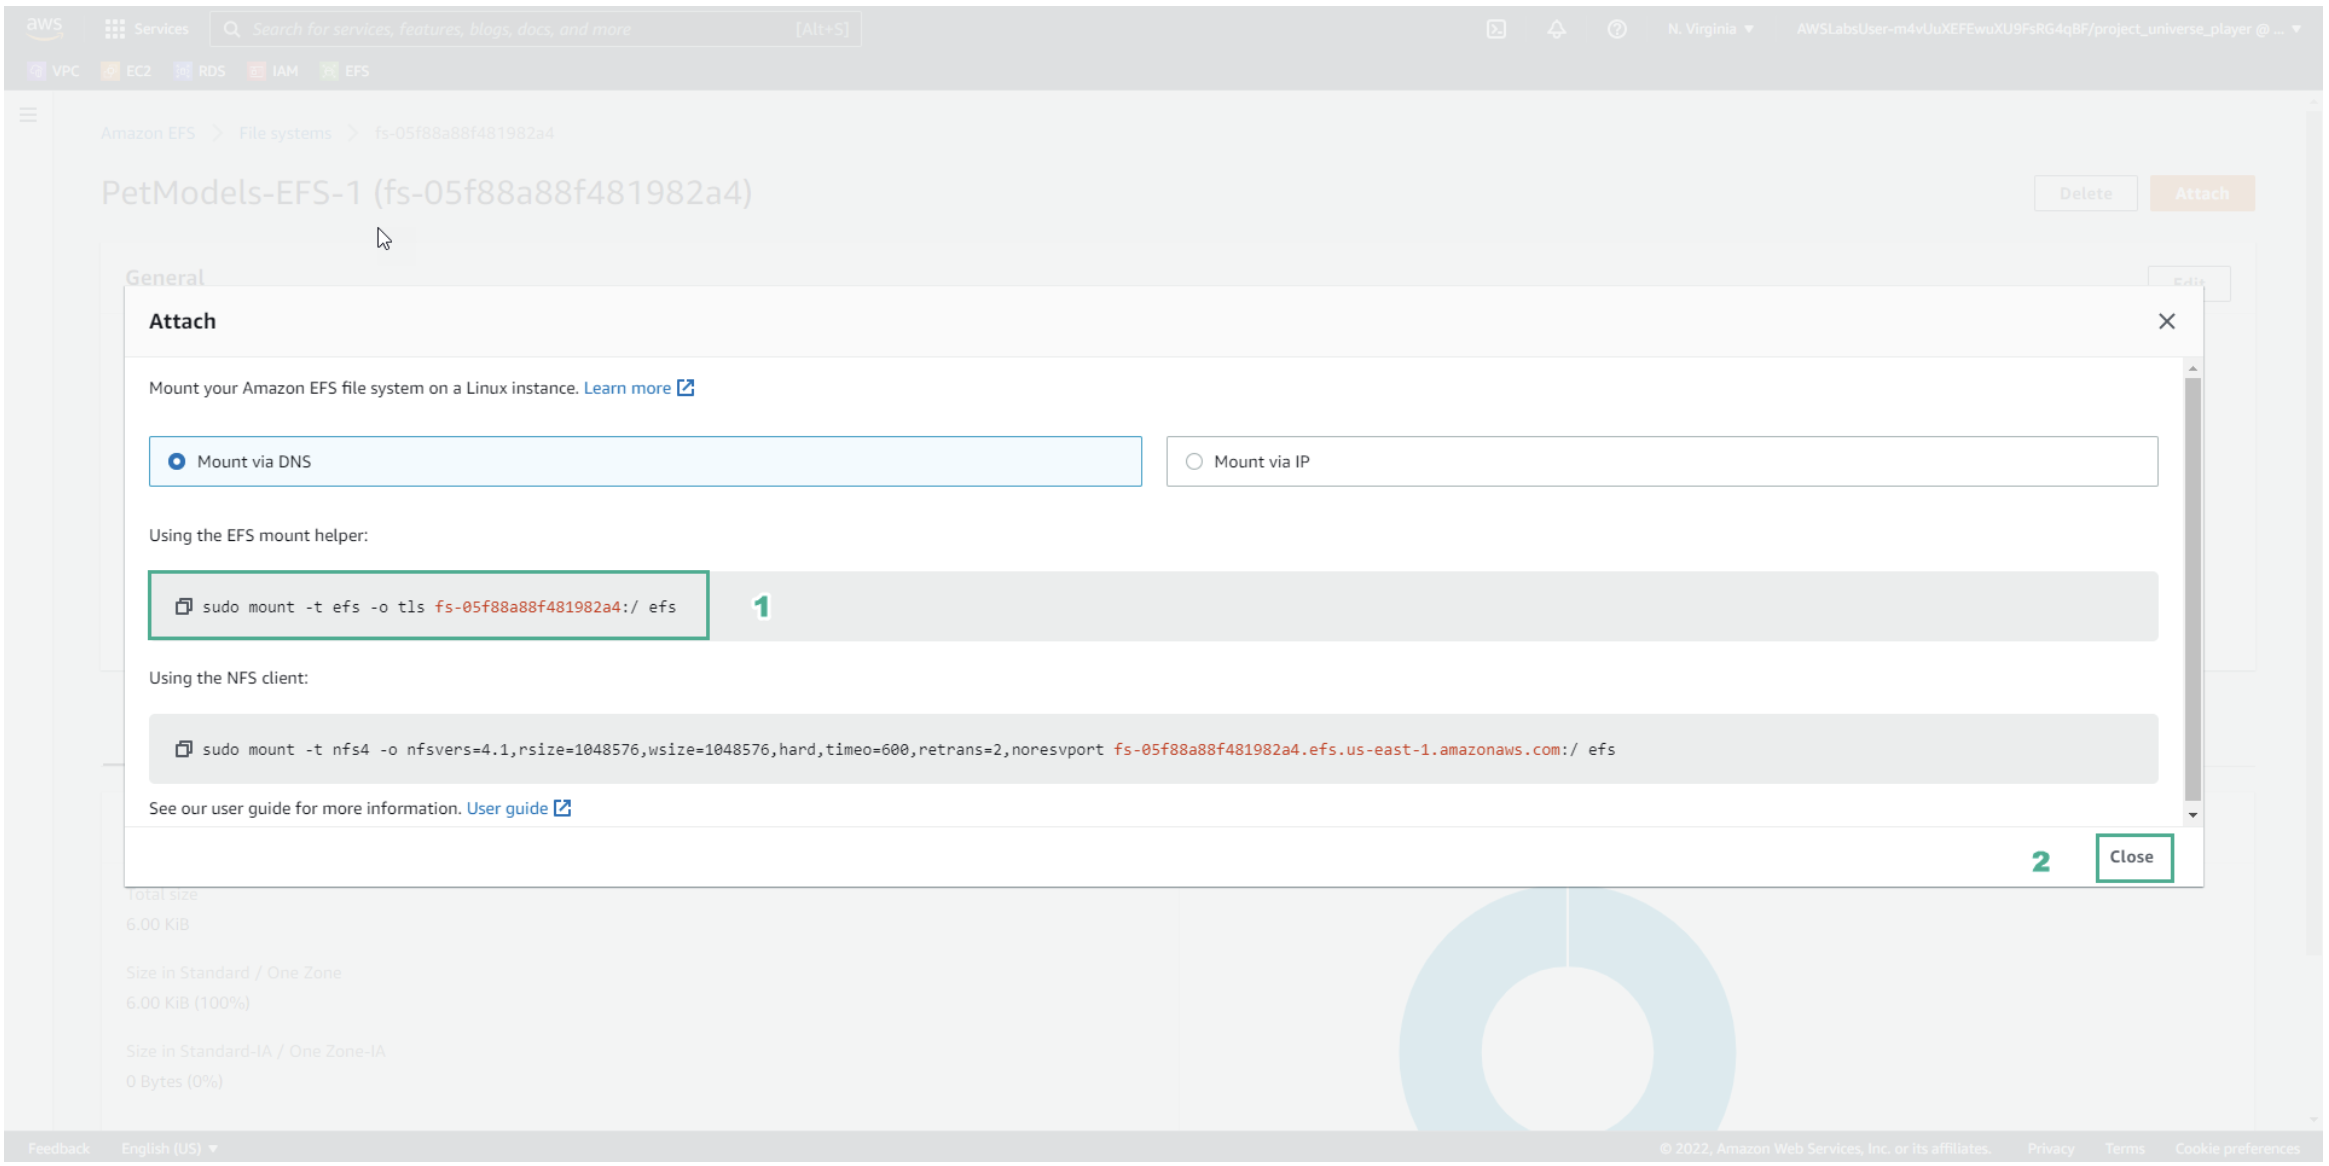 aws
Services
Search for services, features, blogs, docs, and more
[Alt+S]
N. Virginia
AWSLabsUser-m4vUuXEFEwuXU9FsRG4qBF/project_universe_player @ ...
VPC EC2 RDS IAM EFS
Amazon EFS > File systems > fs-05f88a88f481982a4
PetModels-EFS-1 (fs-05f88a88f481982a4)
Delete
Attach
General
Edit
Attach
Mount your Amazon EFS file system on a Linux instance. Learn more
Mount via DNS
Mount via IP
Using the EFS mount helper:
sudo mount -t efs -o tls fs-05f88a88f481982a4:/ efs
1
Using the NFS client:
sudo mount -t nfs4 -o nfsvers=4.1,rsize=1048576,wsize=1048576,hard,timeo=600,retrans=2,noresvport fs-05f88a88f481982a4.efs.us-east-1.amazonaws.com:/ efs
See our user guide for more information. User guide
2
Close
Total size
6.00 KiB
Size in Standard / One Zone
6.00 KiB (100%)
Size in Standard-IA / One Zone-IA
0 Bytes (0%)
Feedback
English (US)
© 2022, Amazon Web Services, Inc. or its affiliates.
Privacy
Terms
Cookie preferences